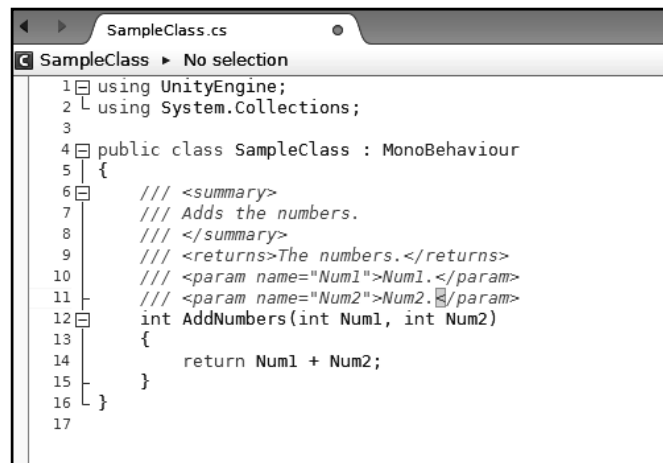 SampleClass.cs
SampleClass ▸ No selection
1 using UnityEngine;
2 using System.Collections;
3
4 public class SampleClass : MonoBehaviour
5 {
6 /// <summary>
7 /// Adds the numbers.
8 /// </summary>
9 /// <returns>The numbers.</returns>
10 /// <param name="Num1">Num1.</param>
11 /// <param name="Num2">Num2.</param>
12 int AddNumbers(int Num1, int Num2)
13 {
14 return Num1 + Num2;
15 }
16 }
17